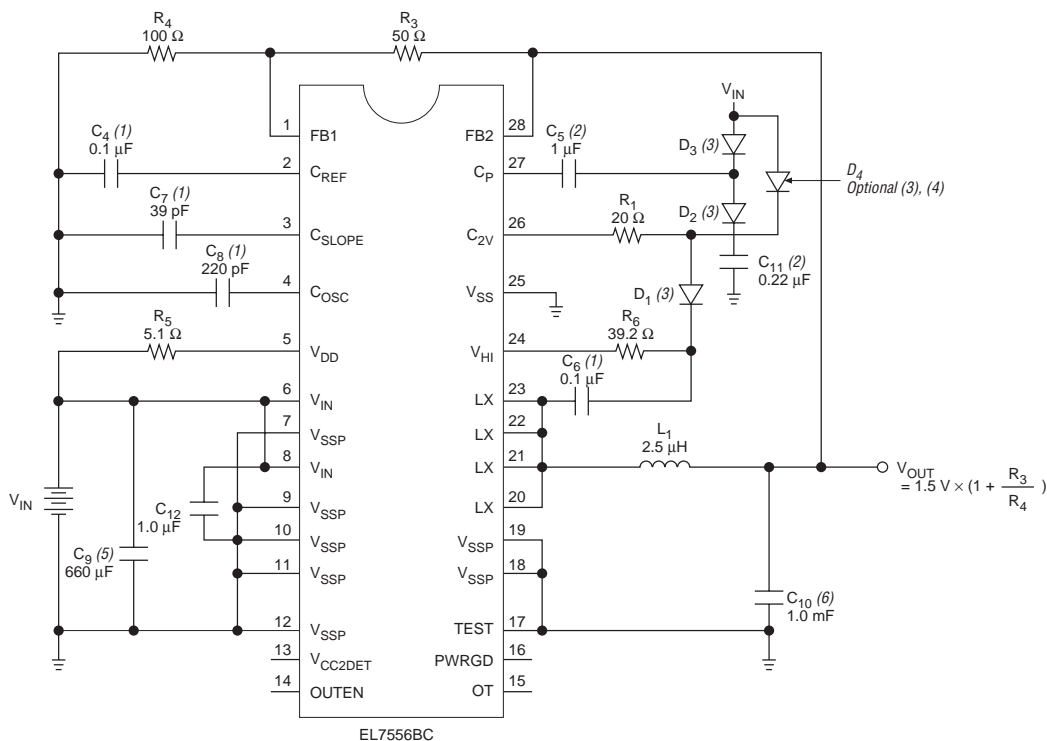 R4
100 Ω
R3
50 Ω
VIN
1
FB1
28
FB2
C4 (1)
0.1 µF
C5 (2)
1 µF
D3 (3)
D4
Optional (3), (4)
2
CREF
27
CP
C7 (1)
39 pF
R1
20 Ω
D2 (3)
3
CSLOPE
26
C2V
C8 (1)
220 pF
C11 (2)
0.22 µF
4
COSC
25
VSS
D1 (3)
R5
5.1 Ω
R6
39.2 Ω
5
VDD
24
VHI
C6 (1)
0.1 µF
6
VIN
23
LX
7
VSSP
22
LX
L1
2.5 µH
8
VIN
21
LX
VOUT
= 1.5 V × (1 + R3/R4)
VIN
C12
1.0 µF
9
VSSP
20
LX
10
VSSP
19
VSSP
C9 (5)
660 µF
11
VSSP
18
VSSP
C10 (6)
1.0 mF
12
VSSP
17
TEST
13
VCC2DET
16
PWRGD
14
OUTEN
15
OT
EL7556BC